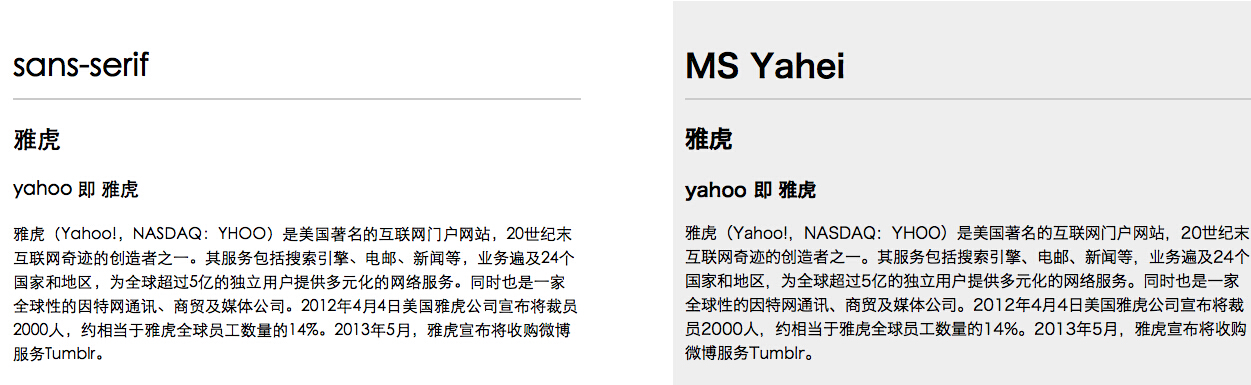 sans-serif
雅虎
yahoo 即 雅虎
雅虎（Yahoo!，NASDAQ：YHOO）是美国著名的互联网门户网站，20世纪末
互联网奇迹的创造者之一。其服务包括搜索引擎、电邮、新闻等，业务遍及24个
国家和地区，为全球超过5亿的独立用户提供多元化的网络服务。同时也是一家
全球性的因特网通讯、商贸及媒体公司。2012年4月4日美国雅虎公司宣布将裁员
2000人，约相当于雅虎全球员工数量的14%。2013年5月，雅虎宣布将收购微博
服务Tumblr。
MS Yahei
雅虎
yahoo 即 雅虎
雅虎（Yahoo!，NASDAQ：YHOO）是美国著名的互联网门户网站，20世纪末
互联网奇迹的创造者之一。其服务包括搜索引擎、电邮、新闻等，业务遍及24个
国家和地区，为全球超过5亿的独立用户提供多元化的网络服务。同时也是一家
全球性的因特网通讯、商贸及媒体公司。2012年4月4日美国雅虎公司宣布将裁
员2000人，约相当于雅虎全球员工数量的14%。2013年5月，雅虎宣布将收购
微博服务Tumblr。